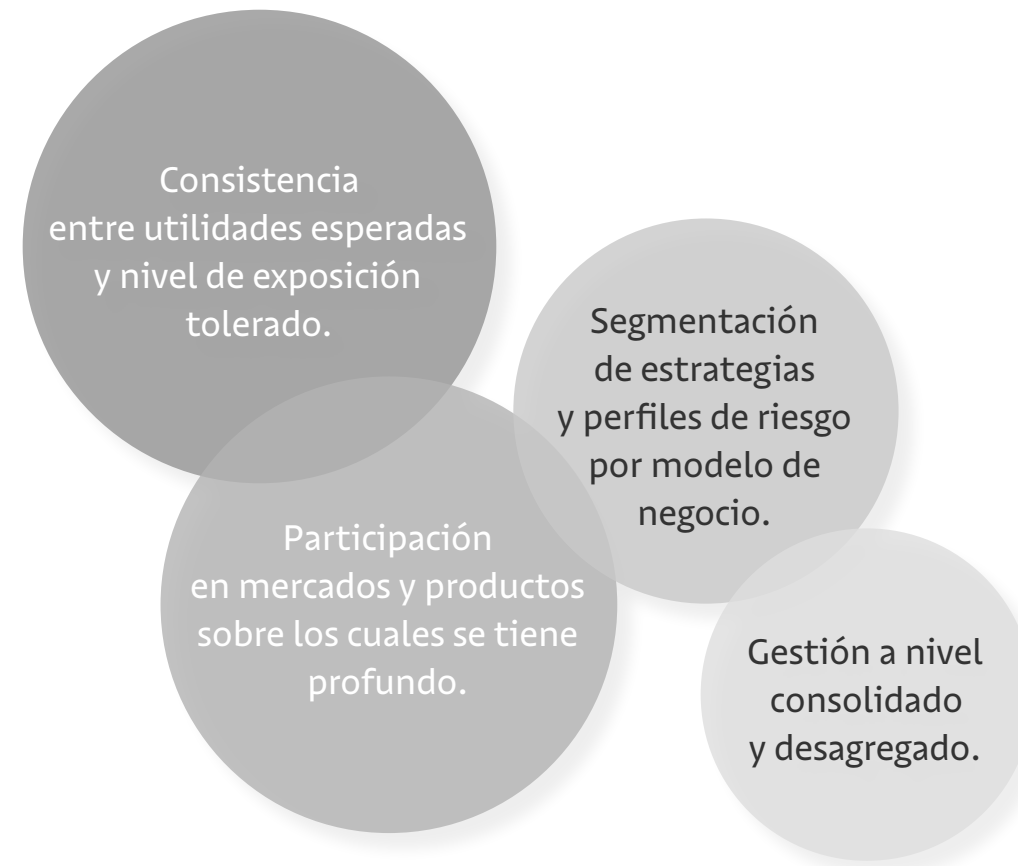 Consistencia
entre utilidades esperadas
y nivel de exposición
tolerado.
Segmentación
de estrategias
y perfiles de riesgo
por modelo de
negocio.
Participación
en mercados y productos
sobre los cuales se tiene
profundo.
Gestión a nivel
consolidado
y desagregado.